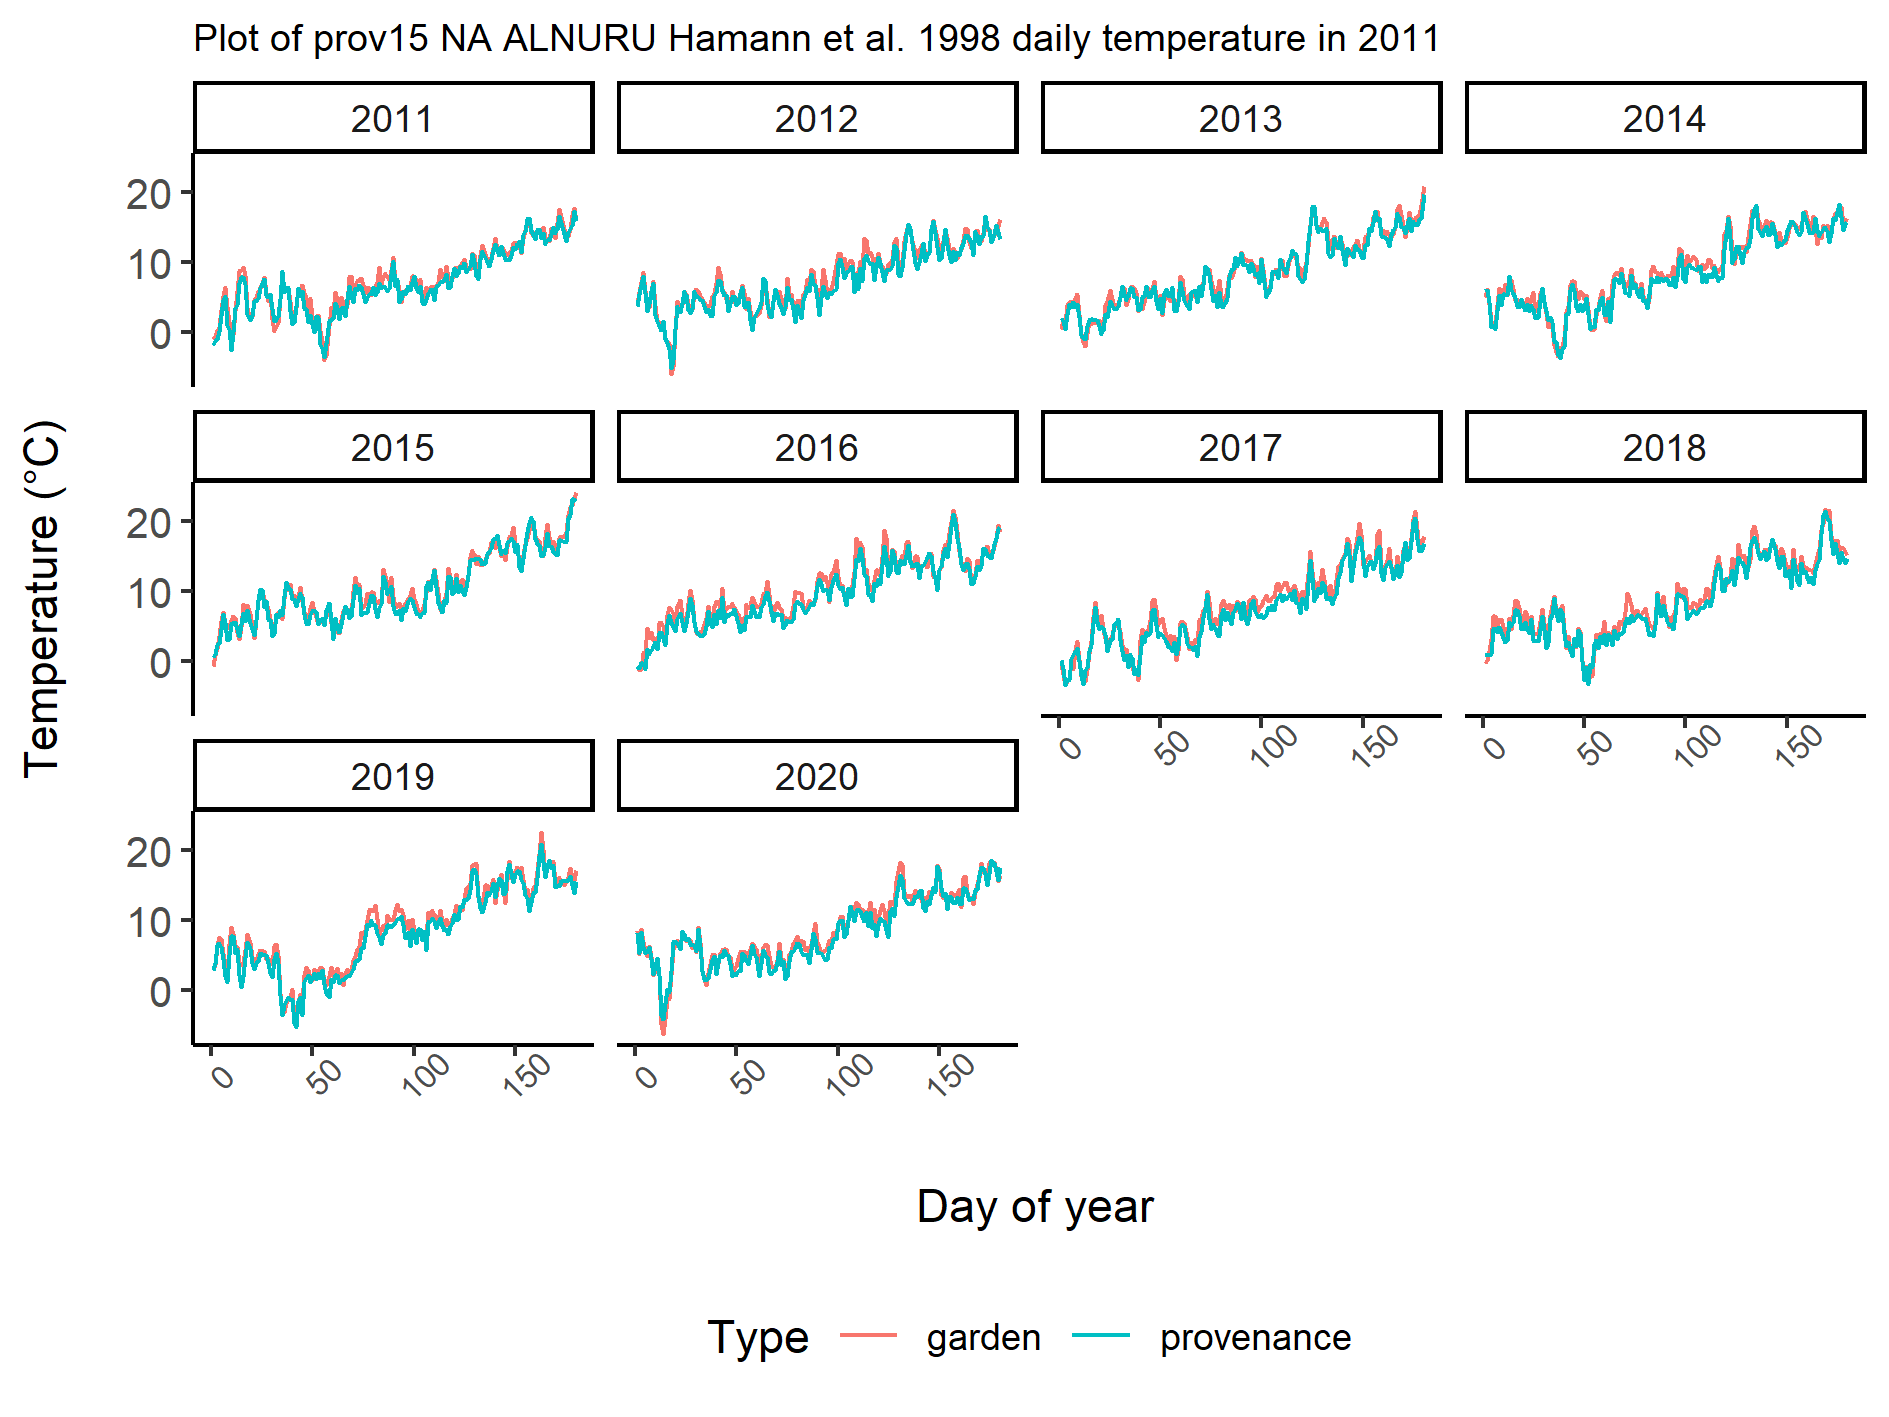 Plot of prov15 NA ALNURU Hamann et al. 1998 daily temperature in 2011
2011 2012 2013 2014
20
10
0
2015 2016 2017 2018
20
10
0
0 50 100 150 0 50 100 150
2019 2020
20
10
0
0 50 100 150 0 50 100 150
Temperature (°C)
Day of year
Type garden provenance